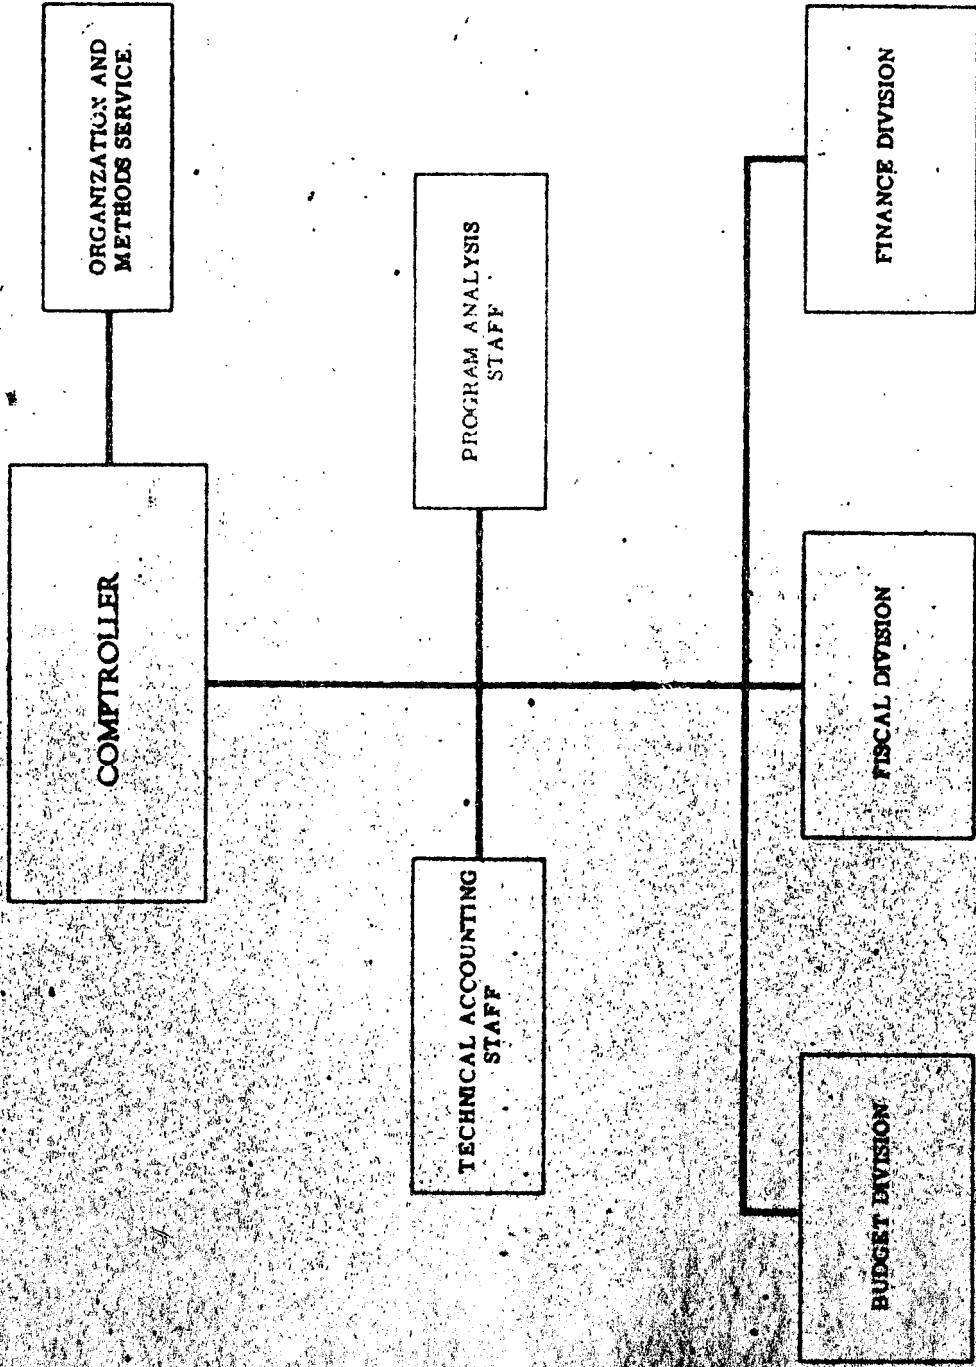 COMPTROLLER
ORGANIZATION AND
METHODS SERVICE.
TECHNICAL ACCOUNTING
STAFF
PROGRAM ANALYSIS
STAFF
BUDGET DIVISION
FISCAL DIVISION
FINANCE DIVISION